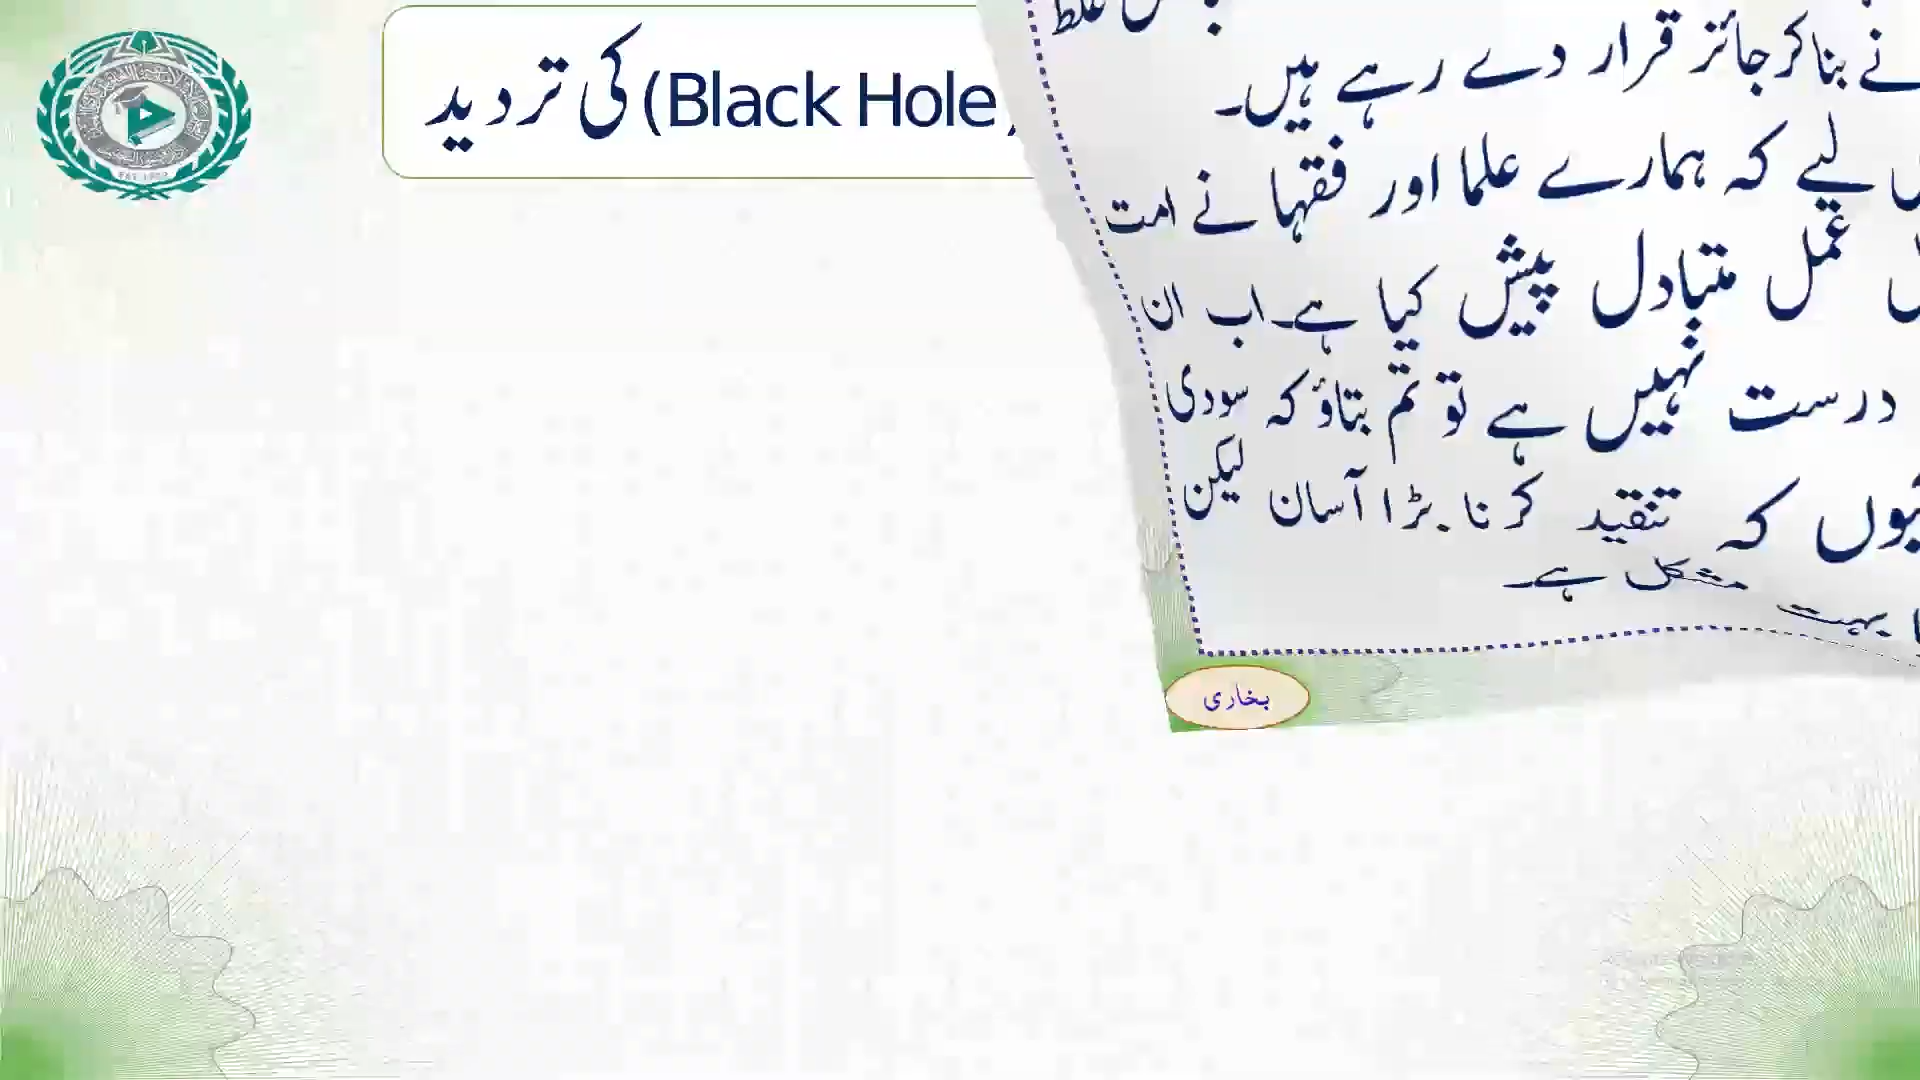 (Black Hole) کی تردید
غلط
نے بنا کر جائز قرار دے رہے ہیں۔
لیے کہ ہمارے علما اور فقہا نے امت
عمل متبادل پیش کیا ہے۔ اب ان
درست نہیں ہے تو تم بتاؤ کہ سودی
کہ تنقید کرنا بڑا آسان لیکن
بہت مشکل ہے۔
بخاری